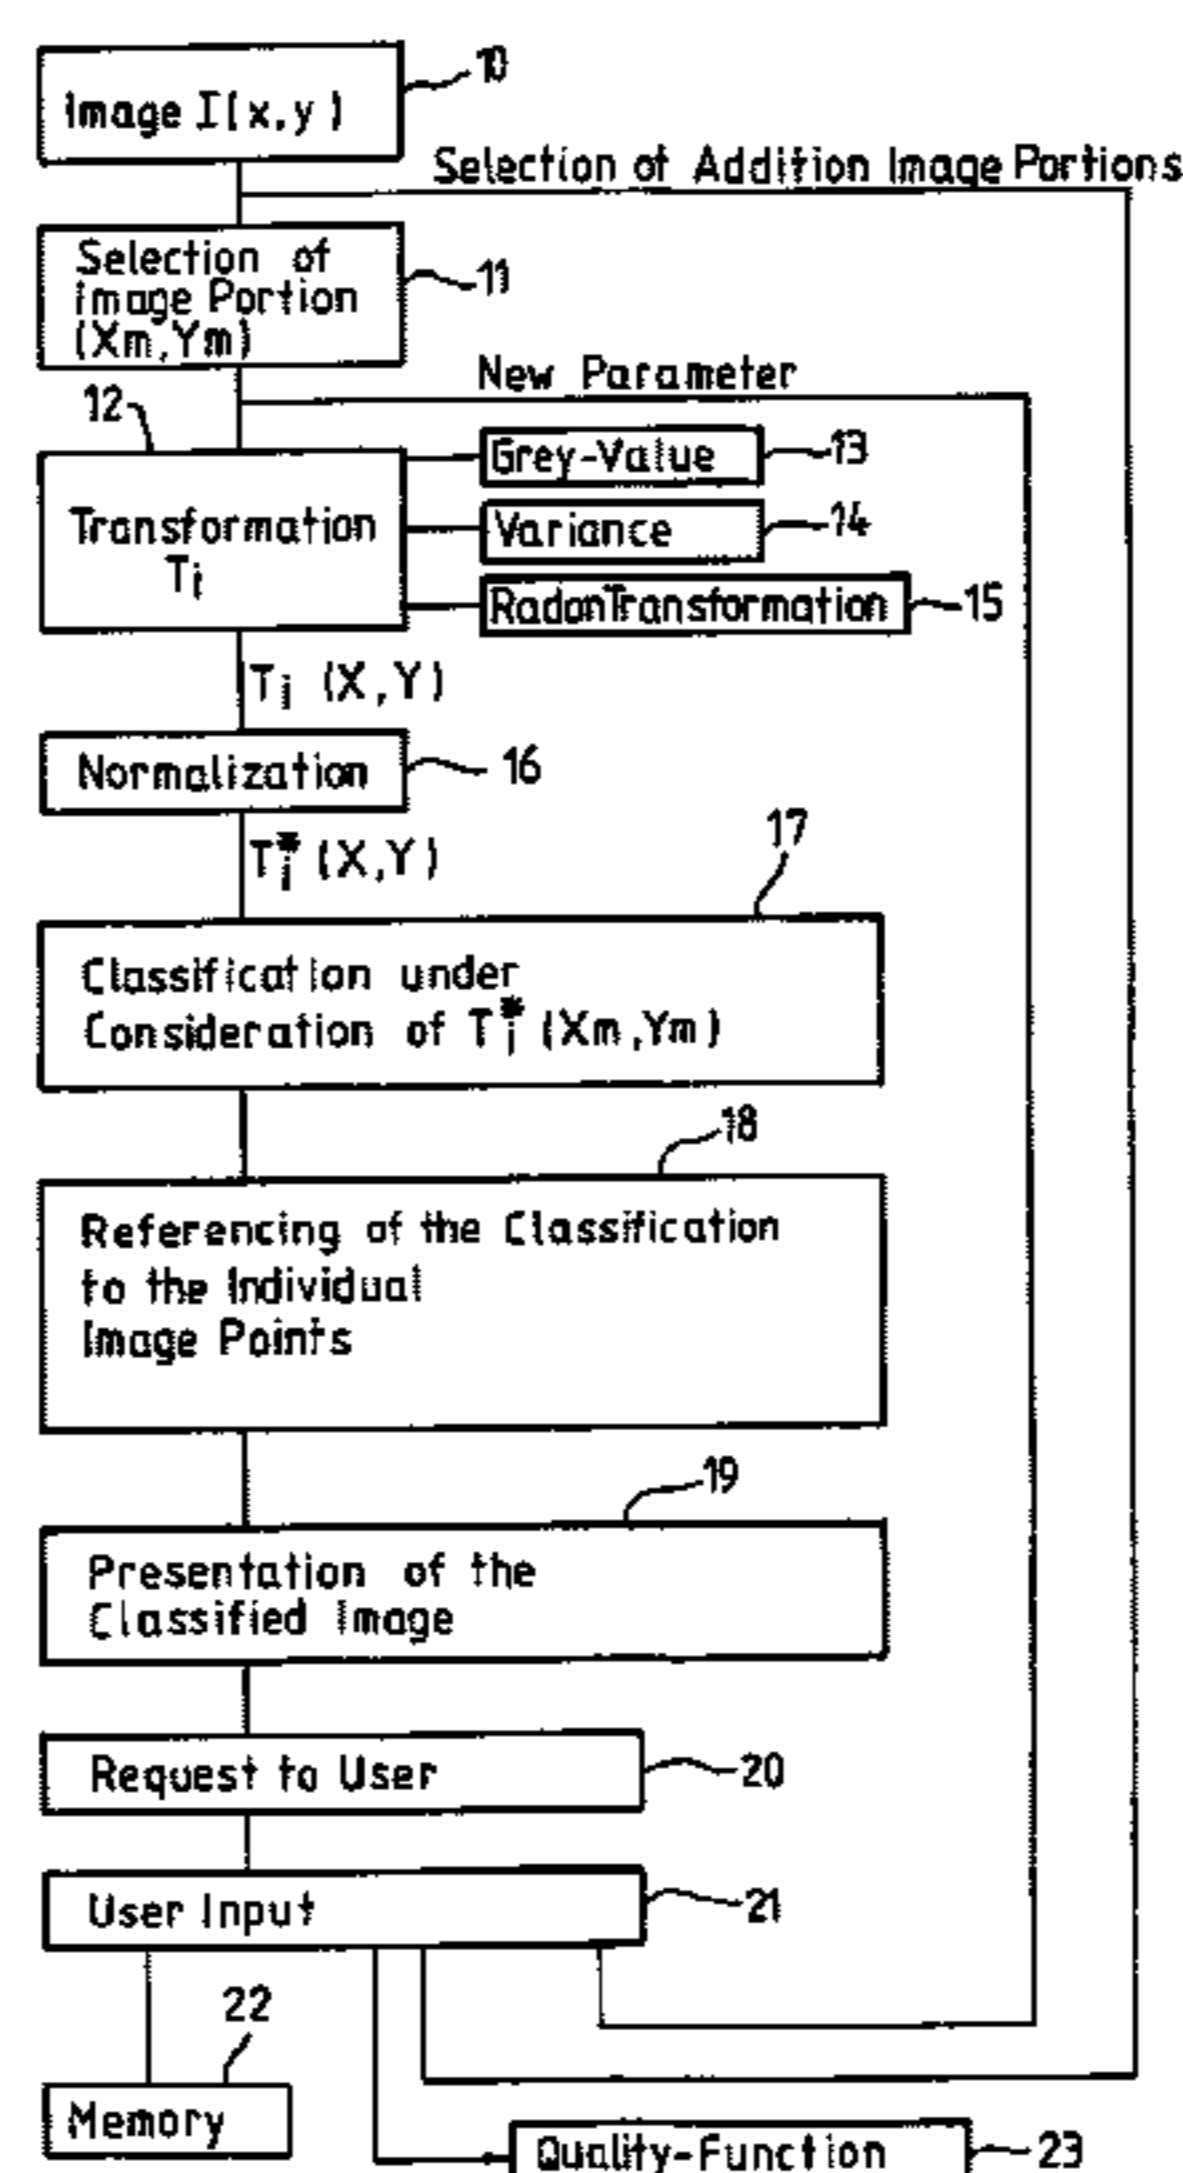 10
Image I(x,y)
Selection of Addition Image Portions
Selection of
Image Portion
(Xm,Ym)
11
New Parameter
12
Grey-Value
13
Transformation
Ti
Variance
14
RadonTransformation
15
Ti (X,Y)
Normalization
16
Ti* (X,Y)
17
Classification under
Consideration of Ti* (Xm,Ym)
18
Referencing of the Classification
to the Individual
Image Points
19
Presentation of the
Classified Image
Request to User
20
User Input
21
22
Memory
Quality-Function
23